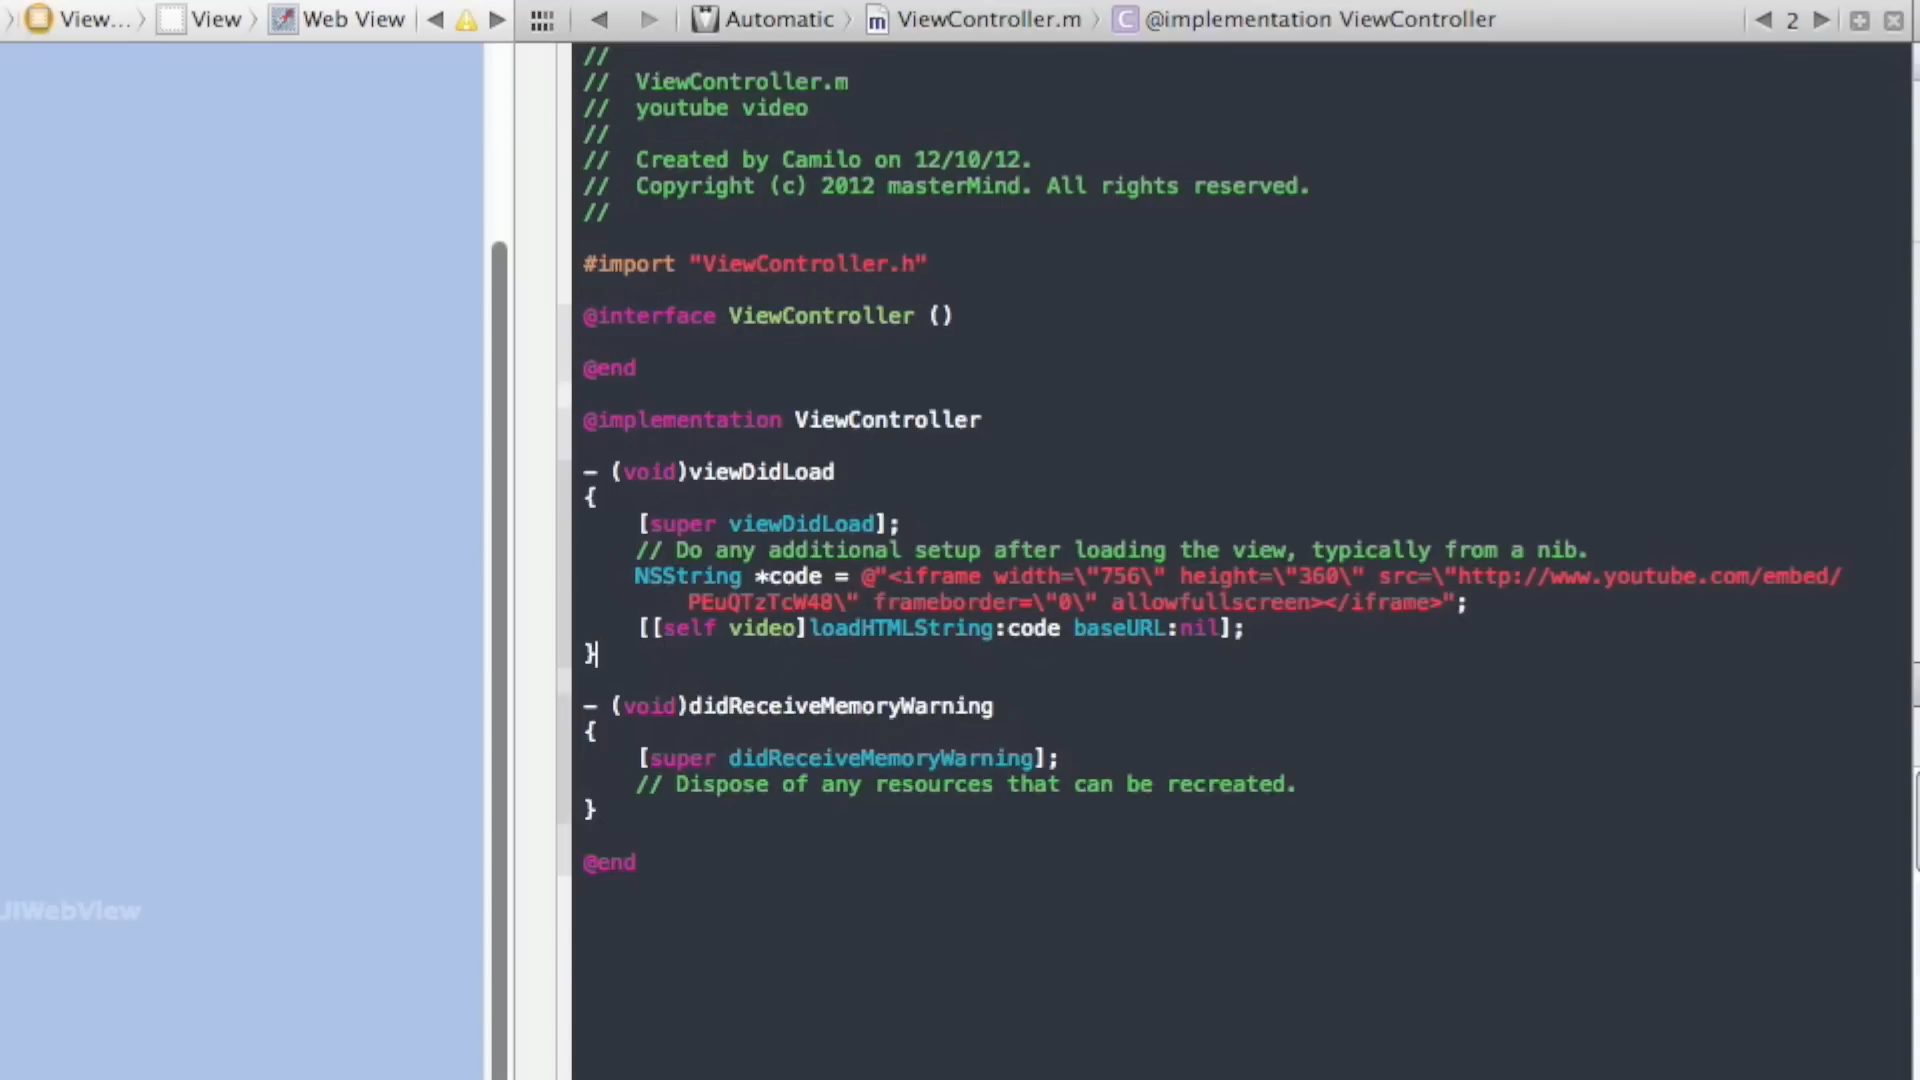 View... View Web View Automatic ViewController.m @implementation ViewController 2
//
// ViewController.m
// youtube video
//
// Created by Camilo on 12/10/12.
// Copyright (c) 2012 masterMind. All rights reserved.
//
#import "ViewController.h"
@interface ViewController ()
@end
@implementation ViewController
- (void)viewDidLoad
{
[super viewDidLoad];
// Do any additional setup after loading the view, typically from a nib.
NSString *code = @"<iframe width=\"756\" height=\"360\" src=\"http://www.youtube.com/embed/
PEuQTzTcW48\" frameborder=\"0\" allowfullscreen></iframe>";
[[self video]loadHTMLString:code baseURL:nil];
}
- (void)didReceiveMemoryWarning
{
[super didReceiveMemoryWarning];
// Dispose of any resources that can be recreated.
}
@end
UIWebView